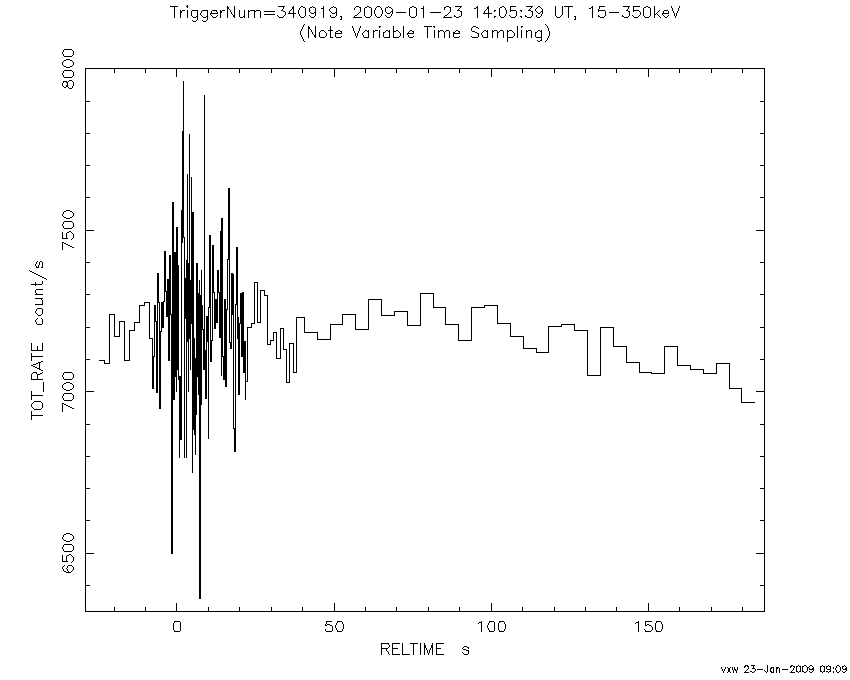 TriggerNum=340919, 2009-01-23 14:05:39 UT, 15-350keV
(Note Variable Time Sampling)
8000
7500
7000
6500
TOT_RATE count/s
0 50 100 150
RELTIME s
vxw 23-Jan-2009 09:09